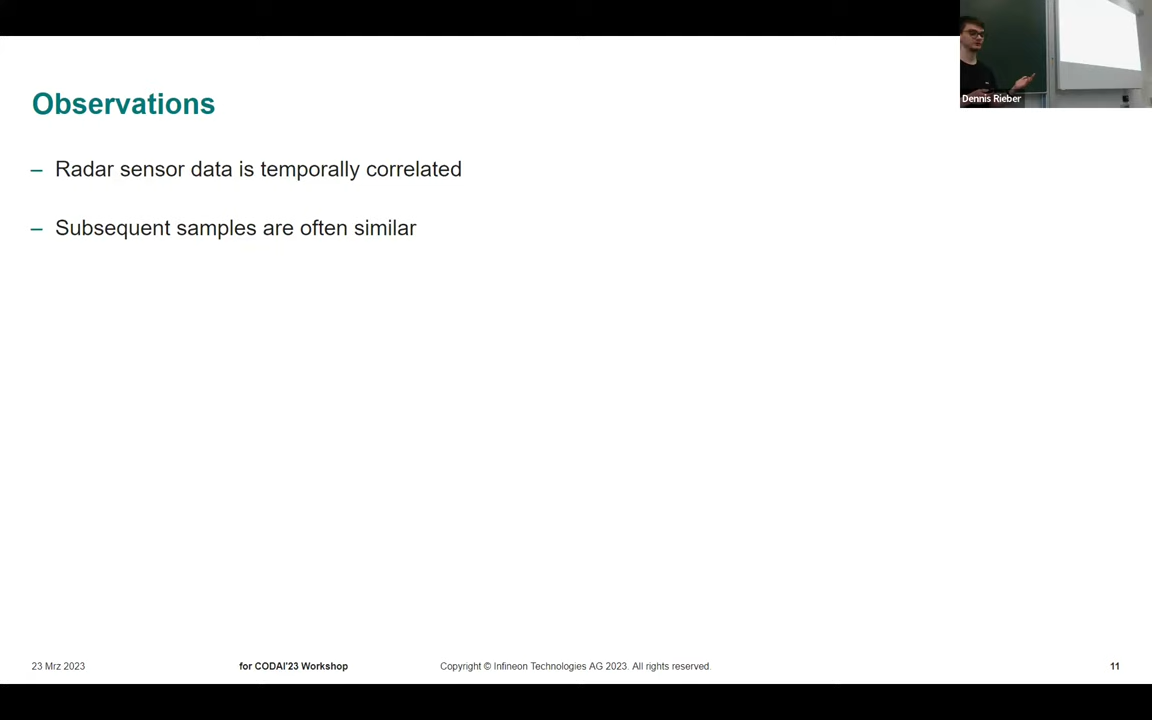 Observations
– Radar sensor data is temporally correlated
– Subsequent samples are often similar
Dennis Rieber
23 Mrz 2023
for CODAI'23 Workshop
Copyright © Infineon Technologies AG 2023. All rights reserved.
11